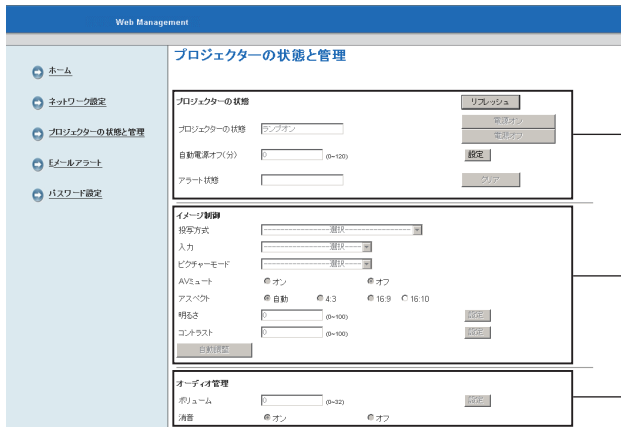 Web Management
プロジェクターの状態と管理
ホーム
ネットワーク設定
プロジェクターの状態と管理
Eメールアラート
パスワード設定
プロジェクターの状態 リフレッシュ
電源オン
プロジェクターの状態 ランプオン
電源オフ
自動電源オフ(分) 0 (0~120) 設定
アラート状態 クリア
イメージ制御
投写方式 --------------------選択--------------------
入力 --------------------選択----
ピクチャーモード --------------------選択----
AVミュート オン オフ
アスペクト 自動 4:3 16:9 16:10
明るさ 0 (0~100) 設定
コントラスト 0 (0~100) 設定
自動調整
オーディオ管理
ボリューム 0 (0~32) 設定
消音 オン オフ